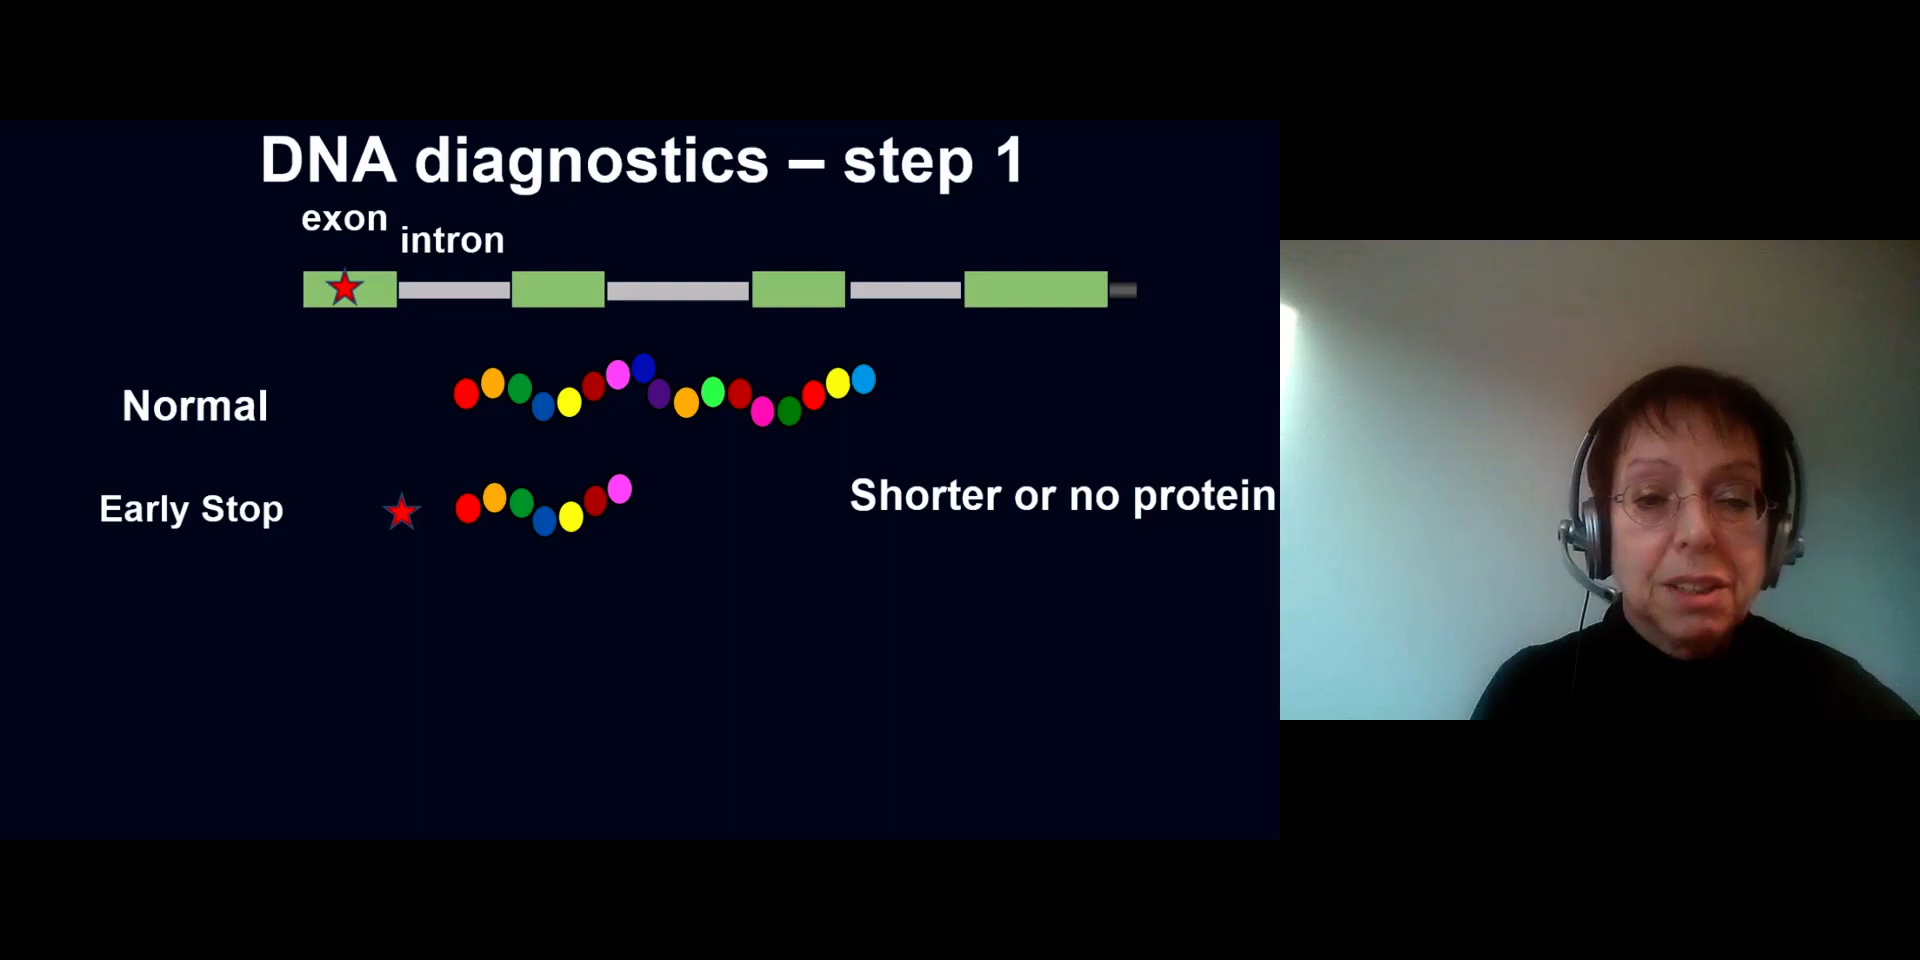 DNA diagnostics – step 1
exon
intron
Normal
Early Stop
Shorter or no protein